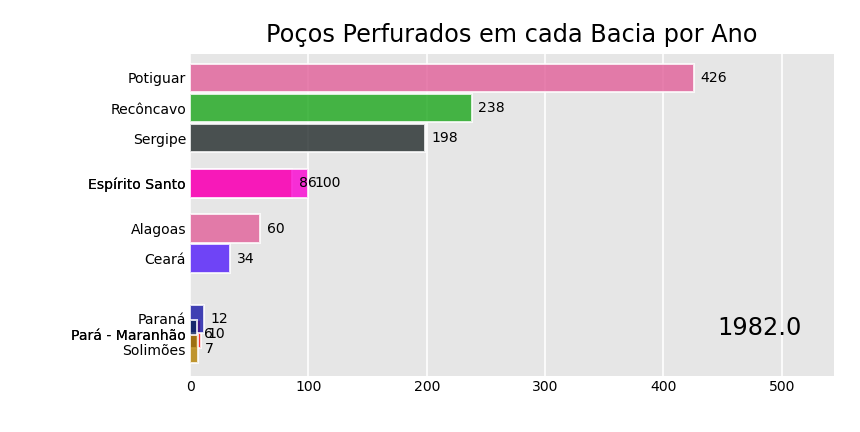 Poços Perfurados em cada Bacia por Ano
Potiguar 426
Recôncavo 238
Sergipe 198
Espírito Santo 86 100
Alagoas 60
Ceará 34
Paraná 12
Pará - Maranhão 6 10
Solimões 7
1982.0
0 100 200 300 400 500